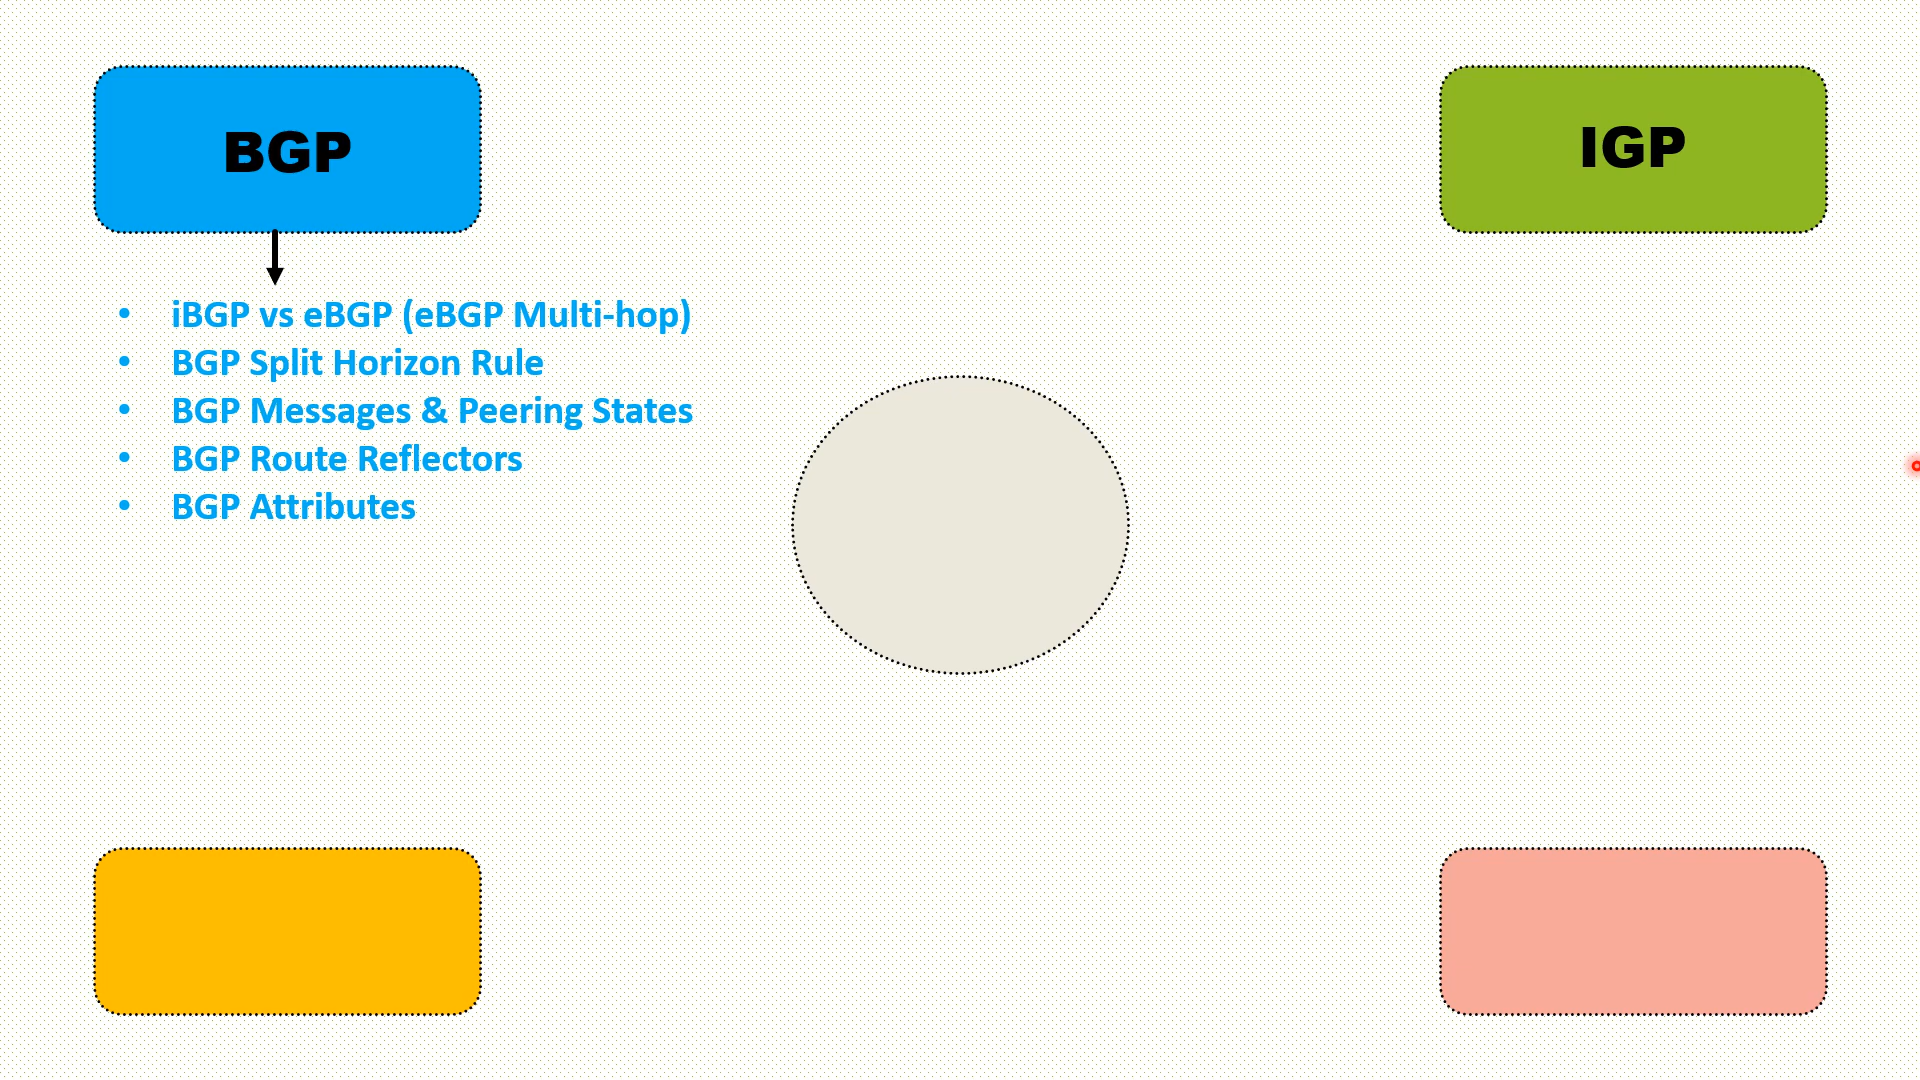 BGP
IGP
• iBGP vs eBGP (eBGP Multi-hop)
• BGP Split Horizon Rule
• BGP Messages & Peering States
• BGP Route Reflectors
• BGP Attributes